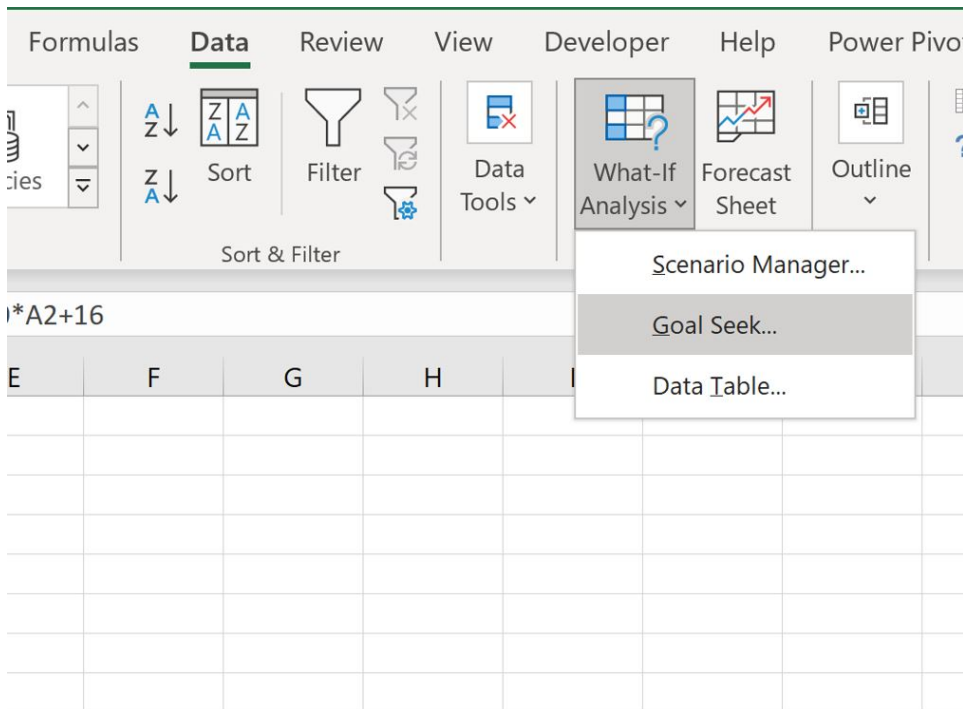 Formulas Data Review View Developer Help Power Pivo
Z A
A Z
A
Z
Z
A
cies
Sort
Filter
Data
Tools
What-If
Analysis
Forecast
Sheet
Outline
Sort & Filter
Scenario Manager...
Goal Seek...
Data Table...
*A2+16
E F G H I